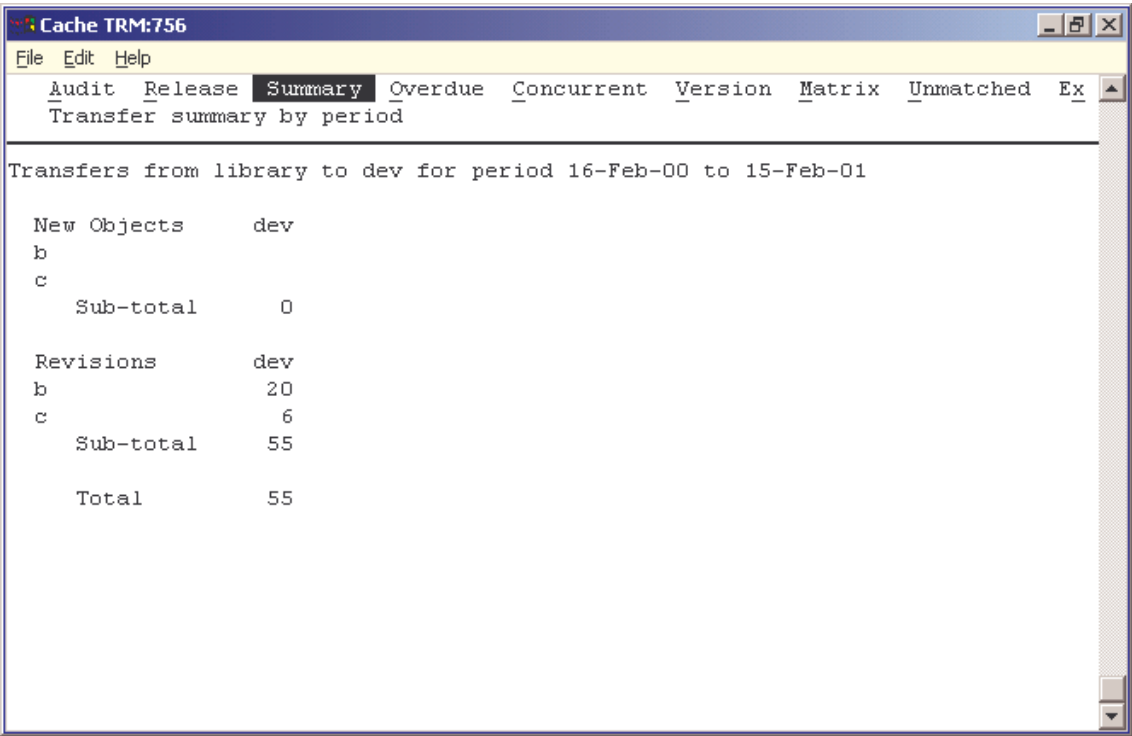 Cache TRM:756
File Edit Help
Audit Release Summary Overdue Concurrent Version Matrix Unmatched Ex
Transfer summary by period
Transfers from library to dev for period 16-Feb-00 to 15-Feb-01
New Objects dev
b
c
Sub-total 0
Revisions dev
b 20
c 6
Sub-total 55
Total 55